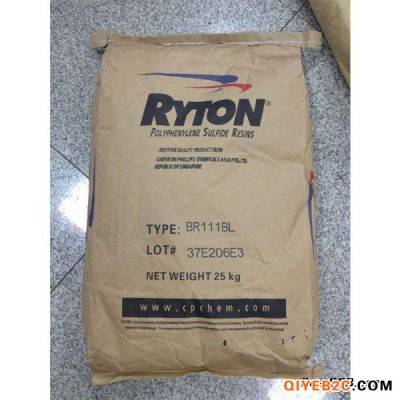 RYTON®
POLYPHENYLENE SULFIDE RESINS
ANOTHER QUALITY PRODUCT FROM
CHEVRON PHILLIPS CHEMICALS ASIA PTE.LTD.
REPUBLIC OF SINGAPORE
TYPE: BR111BL
LOT# 37E206E3
NET WEIGHT 25 kg
www.cpchem.com
QIYEB2C.COM